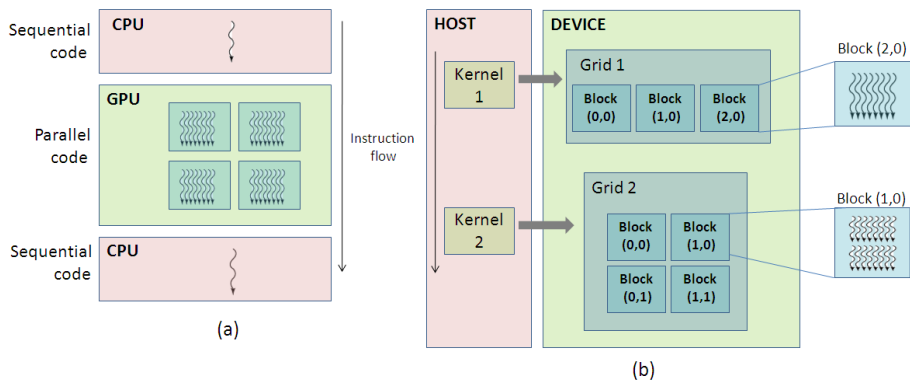 Sequential
code
CPU
GPU
Parallel
code
Instruction
flow
Sequential
code
CPU
(a)
HOST
DEVICE
Kernel
1
Grid 1
Block
(0,0)
Block
(1,0)
Block
(2,0)
Block (2,0)
Kernel
2
Grid 2
Block
(0,0)
Block
(1,0)
Block
(0,1)
Block
(1,1)
Block (1,0)
(b)